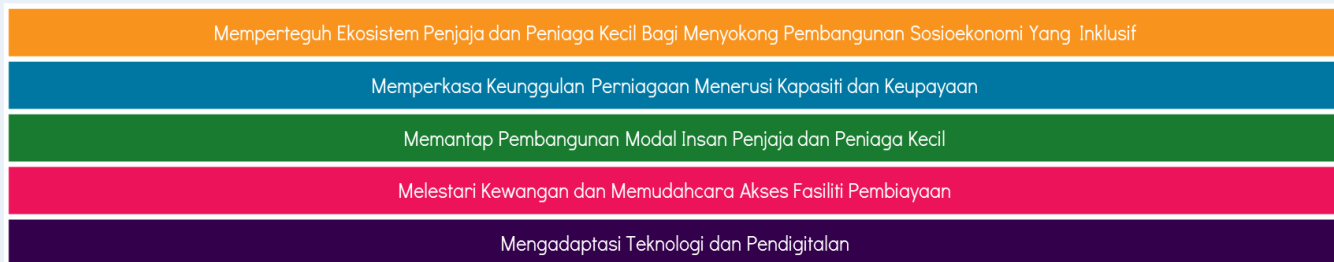 Memperteguh Ekosistem Penjaja dan Peniaga Kecil Bagi Menyokong Pembangunan Sosioekonomi Yang Inklusif
Memperkasa Keunggulan Perniagaan Menerusi Kapasiti dan Keupayaan
Memantap Pembangunan Modal Insan Penjaja dan Peniaga Kecil
Melestari Kewangan dan Memudahcara Akses Fasiliti Pembiayaan
Mengadaptasi Teknologi dan Pendigitalan